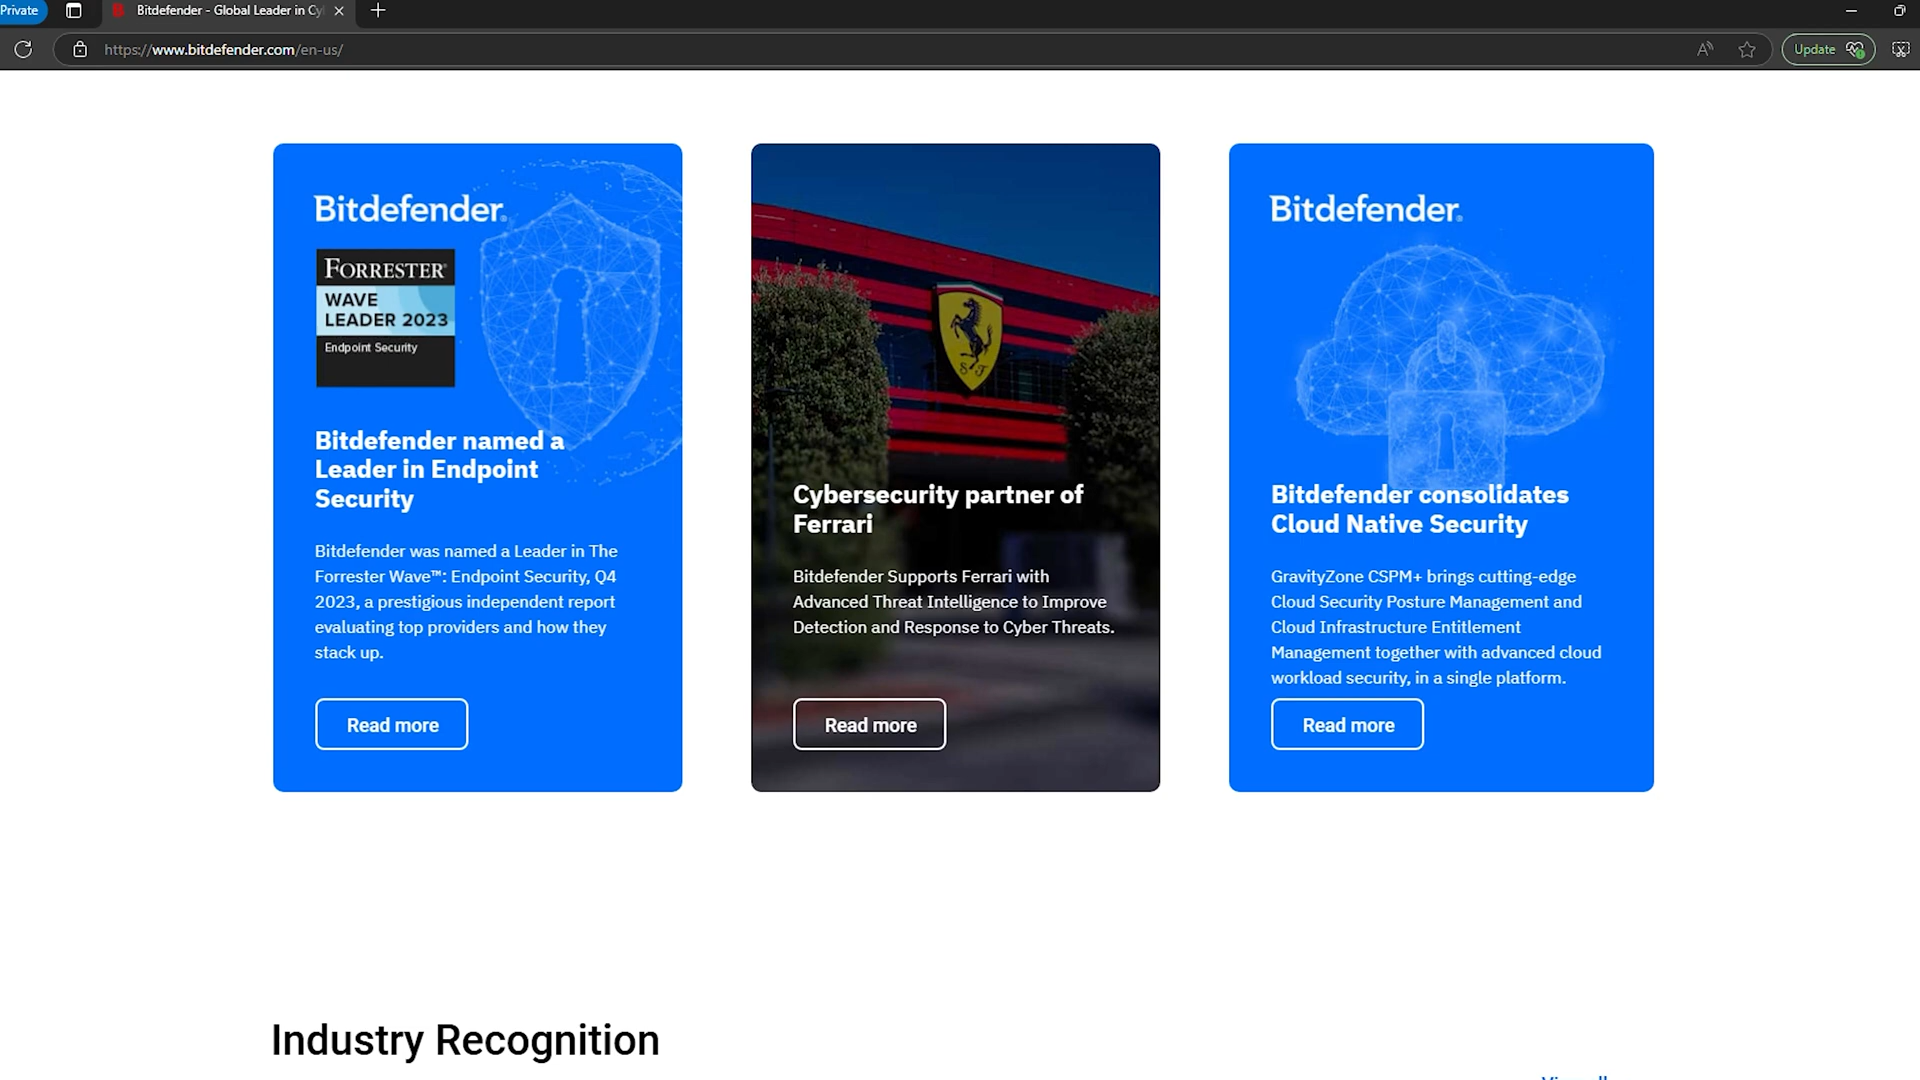 Private
Bitdefender - Global Leader in Cy
https://www.bitdefender.com/en-us/
Update
Bitdefender
FORRESTER
WAVE
LEADER 2023
Endpoint Security
Bitdefender named a
Leader in Endpoint
Security
Bitdefender was named a Leader in The
Forrester Wave™: Endpoint Security, Q4
2023, a prestigious independent report
evaluating top providers and how they
stack up.
Read more
S F
Cybersecurity partner of
Ferrari
Bitdefender Supports Ferrari with
Advanced Threat Intelligence to Improve
Detection and Response to Cyber Threats.
Read more
Bitdefender
Bitdefender consolidates
Cloud Native Security
GravityZone CSPM+ brings cutting-edge
Cloud Security Posture Management and
Cloud Infrastructure Entitlement
Management together with advanced cloud
workload security, in a single platform.
Read more
Industry Recognition